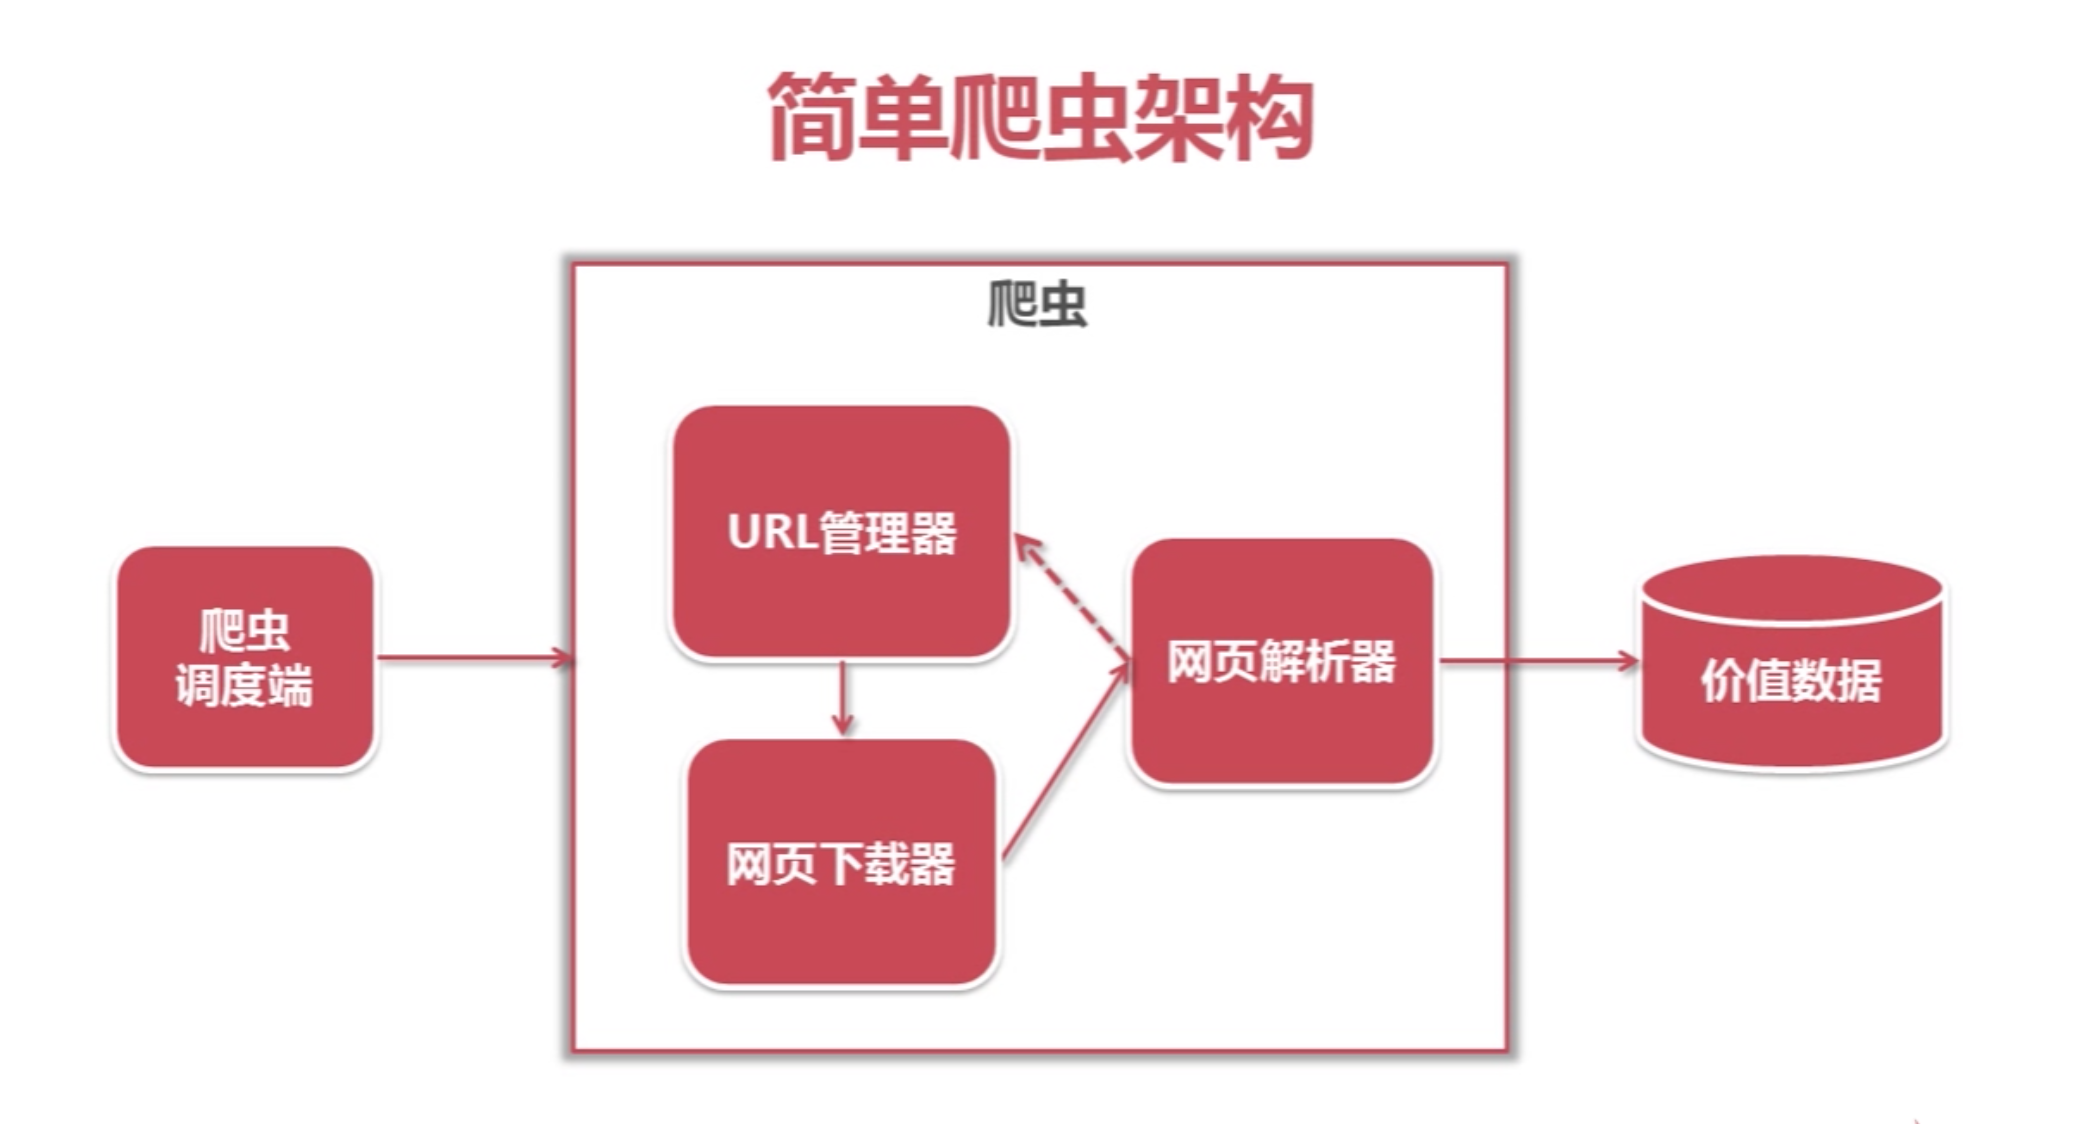 简单爬虫架构
爬虫
URL管理器
爬虫
调度端
网页解析器
价值数据
网页下载器